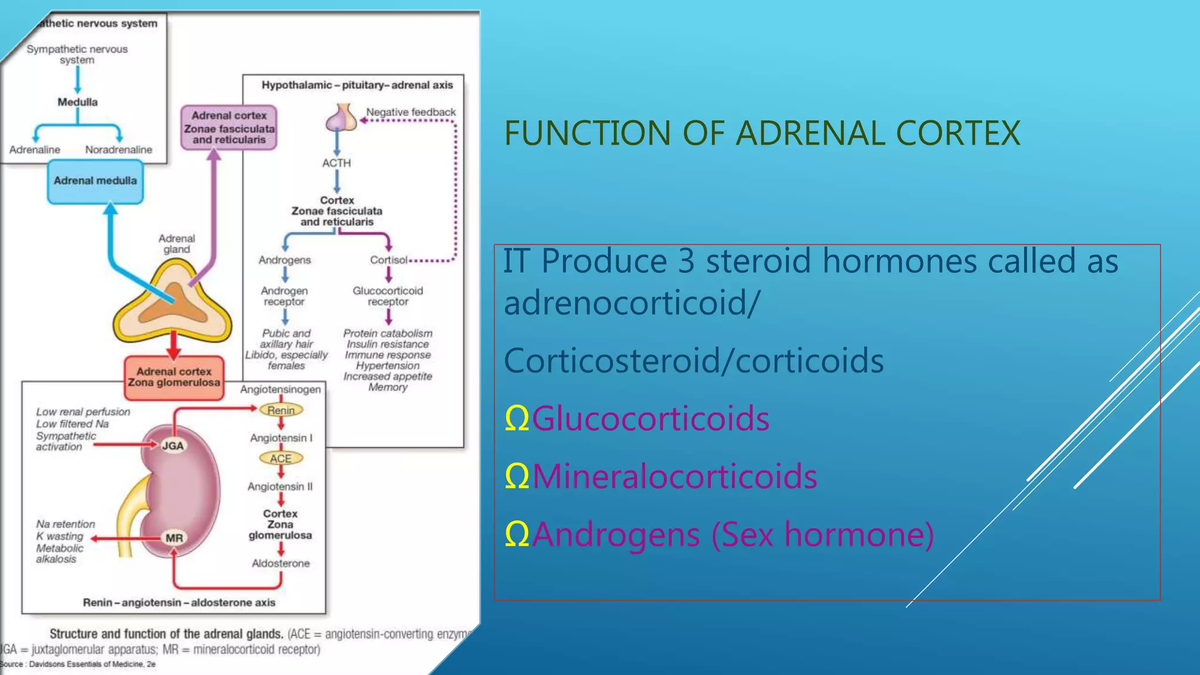 nervous system
Sympathetic nervous
system
Medulla
Adrenaline Noradrenaline
Adrenal medulla
Adrenal cortex
Zonae fasciculata
and reticularis
Adrenal
gland
Adrenal cortex
Zona glomerulosa
Hypothalamic – pituitary– adrenal axis
Negative feedback
ACTH
Cortex
Zonae fasciculata
and reticularis
Androgens Cortisol
Androgen
receptor
Glucocorticoid
receptor
Pubic and
axillary hair
Libido, especially
females
Protein catabolism
Insulin resistance
Immune response
Hypertension
Increased appetite
Memory
Low renal perfusion
Low filtered Na
Sympathetic
activation
JGA
Angiotensinogen
Renin
Angiotensin I
ACE
Angiotensin II
Cortex
Zona
glomerulosa
Aldosterone
Na retention
K wasting
Metabolic
alkalosis
MR
Renin – angiotensin – aldosterone axis
Structure and function of the adrenal glands. (ACE = angiotensin-converting
JGA = juxtaglomerular apparatus; MR = mineralocorticoid receptor)
Source : Davidsons Essentials of Medicine, 2e
FUNCTION OF ADRENAL CORTEX
IT Produce 3 steroid hormones called as
adrenocorticoid/
Corticosteroid/corticoids
ΩGlucocorticoids
ΩMineralocorticoids
ΩAndrogens (Sex hormone)